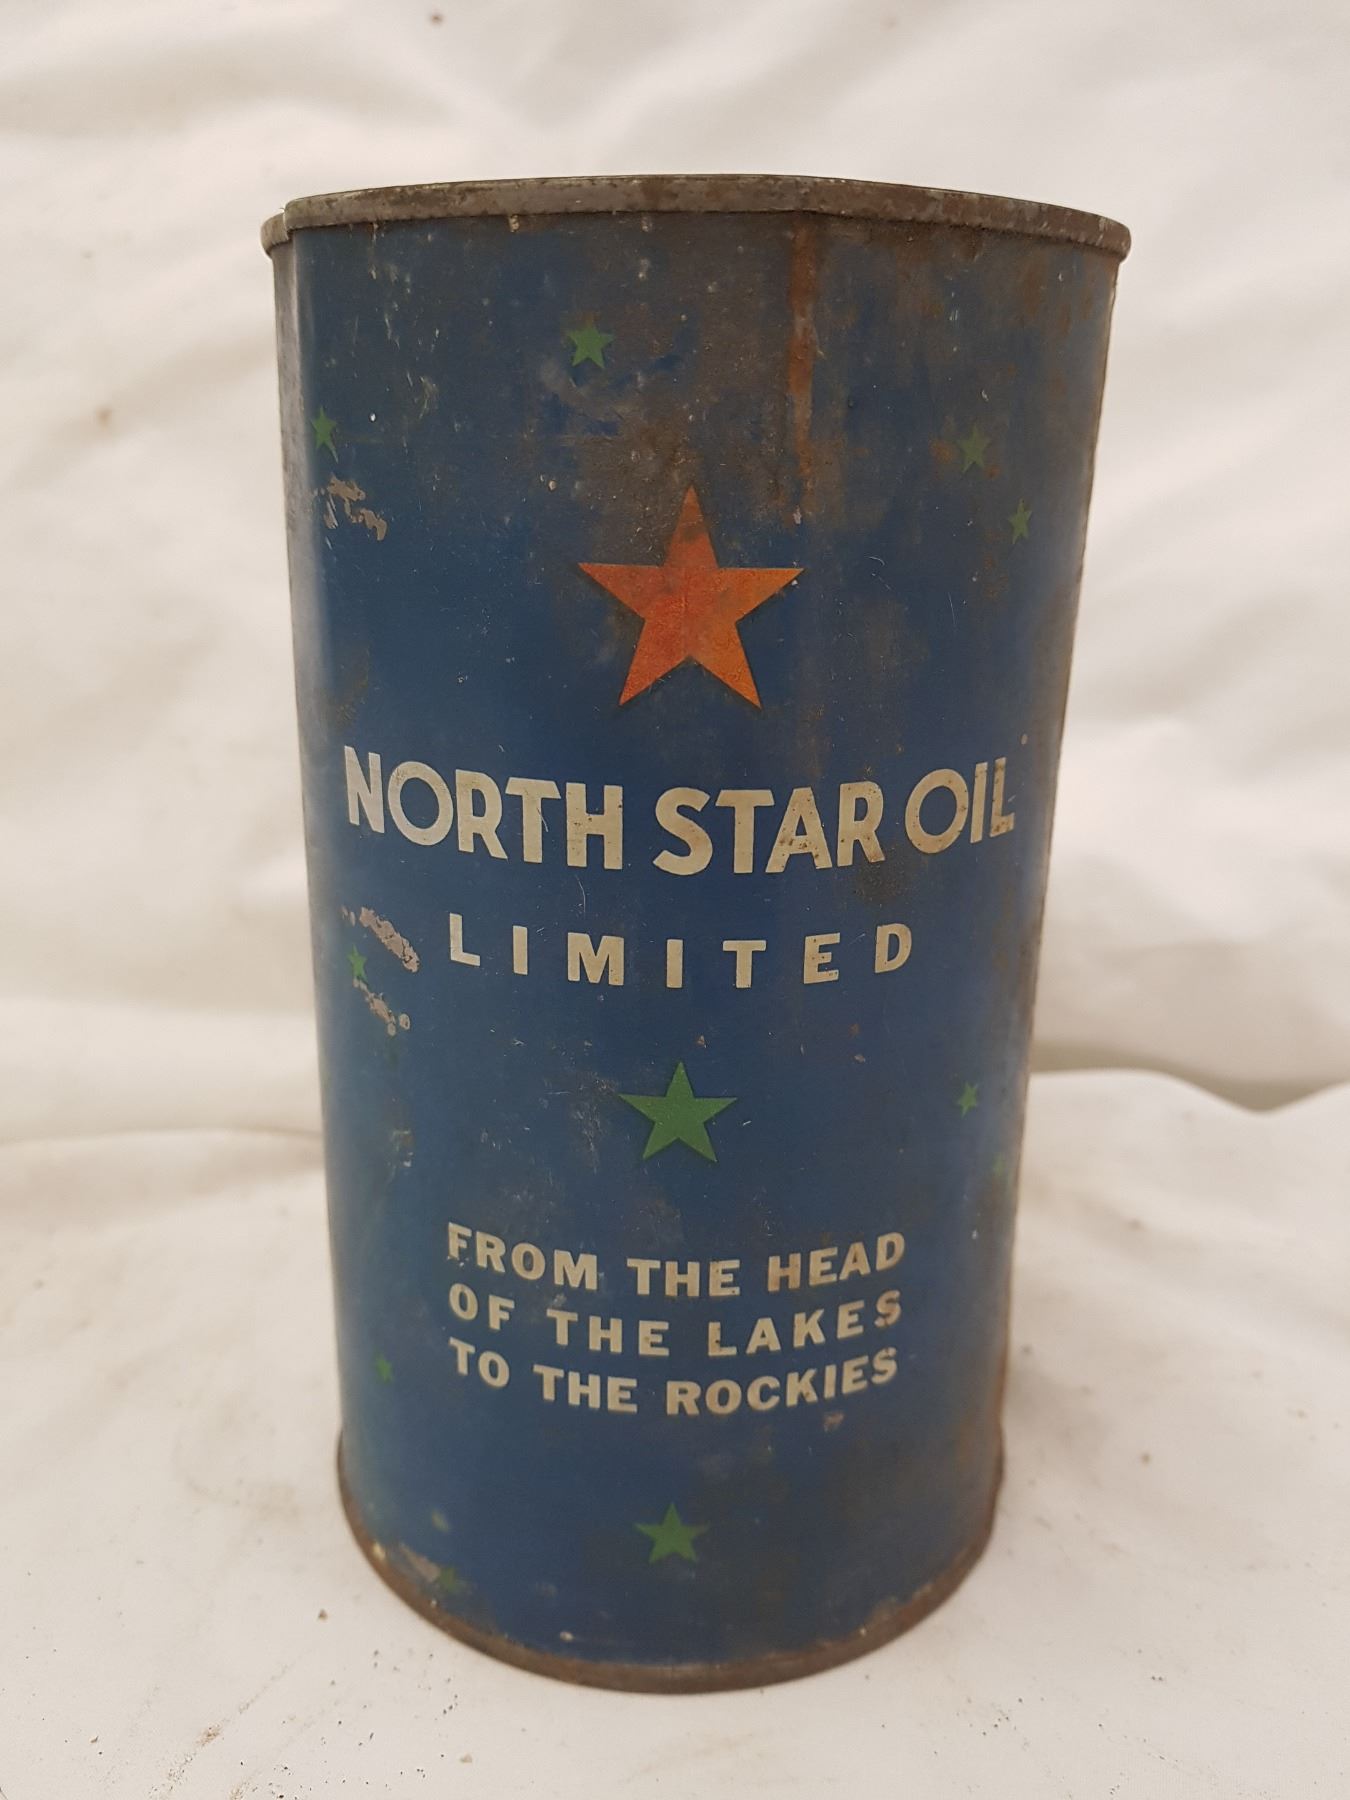 NORTH STAR OIL
LIMITED
FROM THE HEAD
OF THE LAKES
TO THE ROCKIES